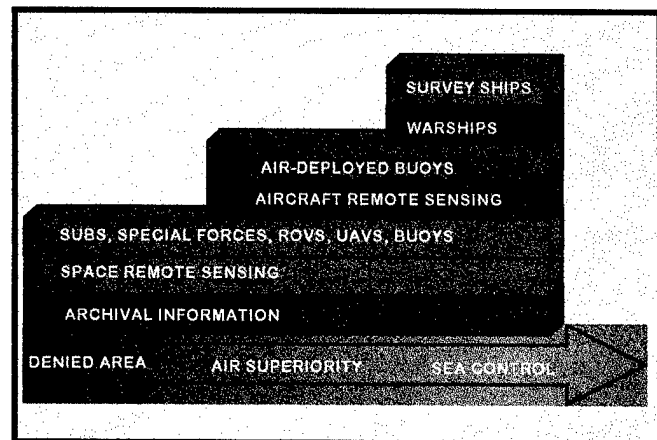 SURVEY SHIPS
WARSHIPS
AIR-DEPLOYED BUOYS
AIRCRAFT REMOTE SENSING
SUBS, SPECIAL FORCES, ROVS, UAVS, BUOYS
SPACE REMOTE SENSING
ARCHIVAL INFORMATION
DENIED AREA AIR SUPERIORITY SEA CONTROL